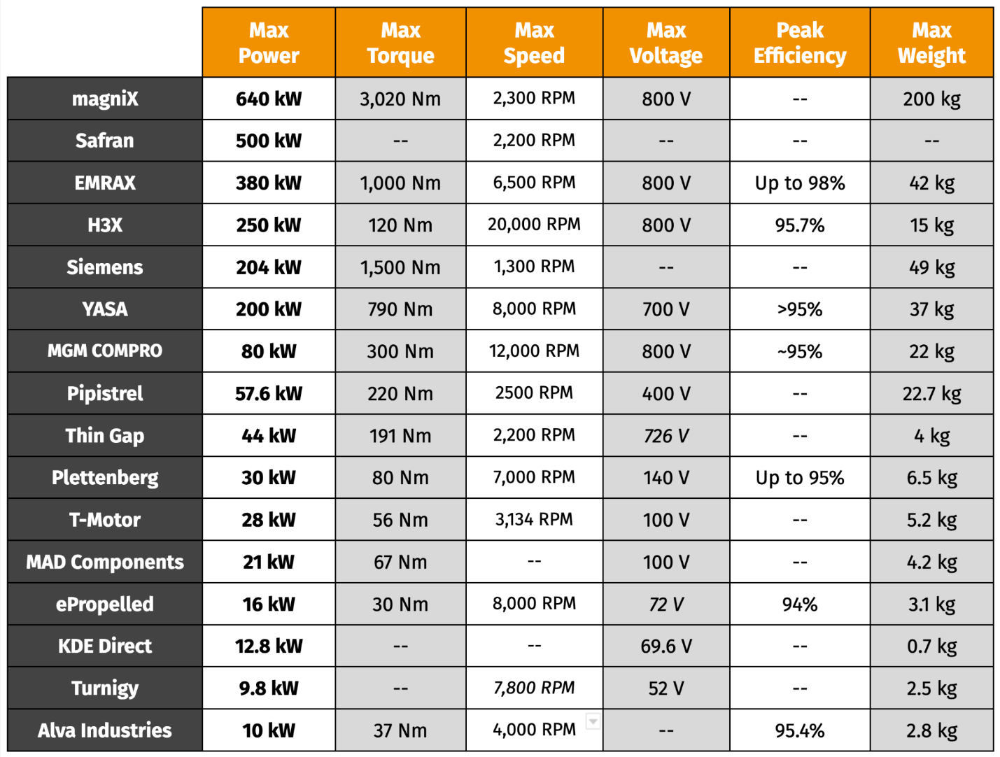 Max Power Max Torque Max Speed Max Voltage Peak Efficiency Max Weight
magniX 640 kW 3,020 Nm 2,300 RPM 800 V -- 200 kg
Safran 500 kW -- 2,200 RPM -- -- --
EMRAX 380 kW 1,000 Nm 6,500 RPM 800 V Up to 98% 42 kg
H3X 250 kW 120 Nm 20,000 RPM 800 V 95.7% 15 kg
Siemens 204 kW 1,500 Nm 1,300 RPM -- -- 49 kg
YASA 200 kW 790 Nm 8,000 RPM 700 V >95% 37 kg
MGM COMPRO 80 kW 300 Nm 12,000 RPM 800 V ~95% 22 kg
Pipistrel 57.6 kW 220 Nm 2500 RPM 400 V -- 22.7 kg
Thin Gap 44 kW 191 Nm 2,200 RPM 726 V -- 4 kg
Plettenberg 30 kW 80 Nm 7,000 RPM 140 V Up to 95% 6.5 kg
T-Motor 28 kW 56 Nm 3,134 RPM 100 V -- 5.2 kg
MAD Components 21 kW 67 Nm -- 100 V -- 4.2 kg
ePropelled 16 kW 30 Nm 8,000 RPM 72 V 94% 3.1 kg
KDE Direct 12.8 kW -- -- 69.6 V -- 0.7 kg
Turnigy 9.8 kW -- 7,800 RPM 52 V -- 2.5 kg
Alva Industries 10 kW 37 Nm 4,000 RPM -- 95.4% 2.8 kg